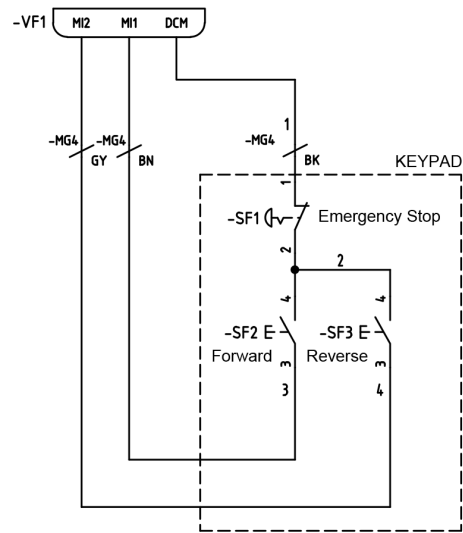 -VF1 MI2 MI1 DCM
1
-MG4 -MG4 -MG4
GY BN BK KEYPAD
1
-SF1 Emergency Stop
2
2
4 4
-SF2 -SF3
Forward Reverse
3 3
3 4